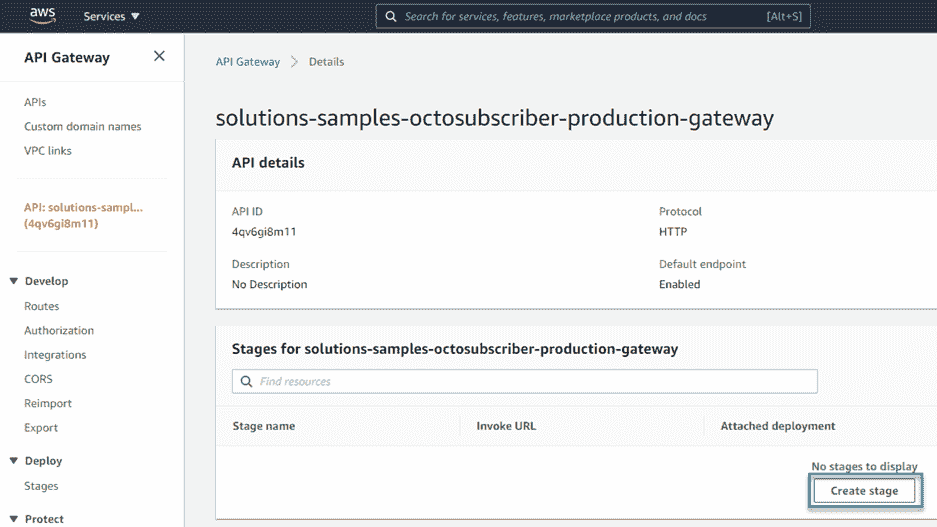 aws
Services ▼
Search for services, features, marketplace products, and docs
[Alt+S]
API Gateway
×
APIs
Custom domain names
VPC links
API: solutions-sampl...
(4qv6gi8m11)
▼ Develop
Routes
Authorization
Integrations
CORS
Reimport
Export
▼ Deploy
Stages
▼ Protect
API Gateway > Details
solutions-samples-octosubscriber-production-gateway
API details
API ID
4qv6gi8m11
Protocol
HTTP
Description
No Description
Default endpoint
Enabled
Stages for solutions-samples-octosubscriber-production-gateway
Find resources
Stage name
Invoke URL
Attached deployment
No stages to display
Create stage